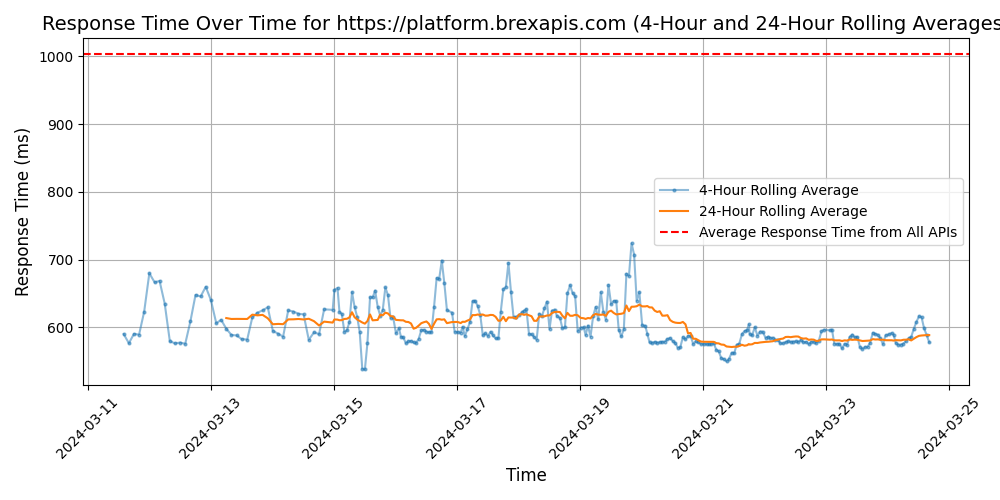 Response Time Over Time for https://platform.brexapis.com (4-Hour and 24-Hour Rolling Averages
Response Time (ms)
1000
900
800
700
600
4-Hour Rolling Average
24-Hour Rolling Average
Average Response Time from All APIs
2024-03-11
2024-03-13
2024-03-15
2024-03-17
2024-03-19
2024-03-21
2024-03-23
2024-03-25
Time